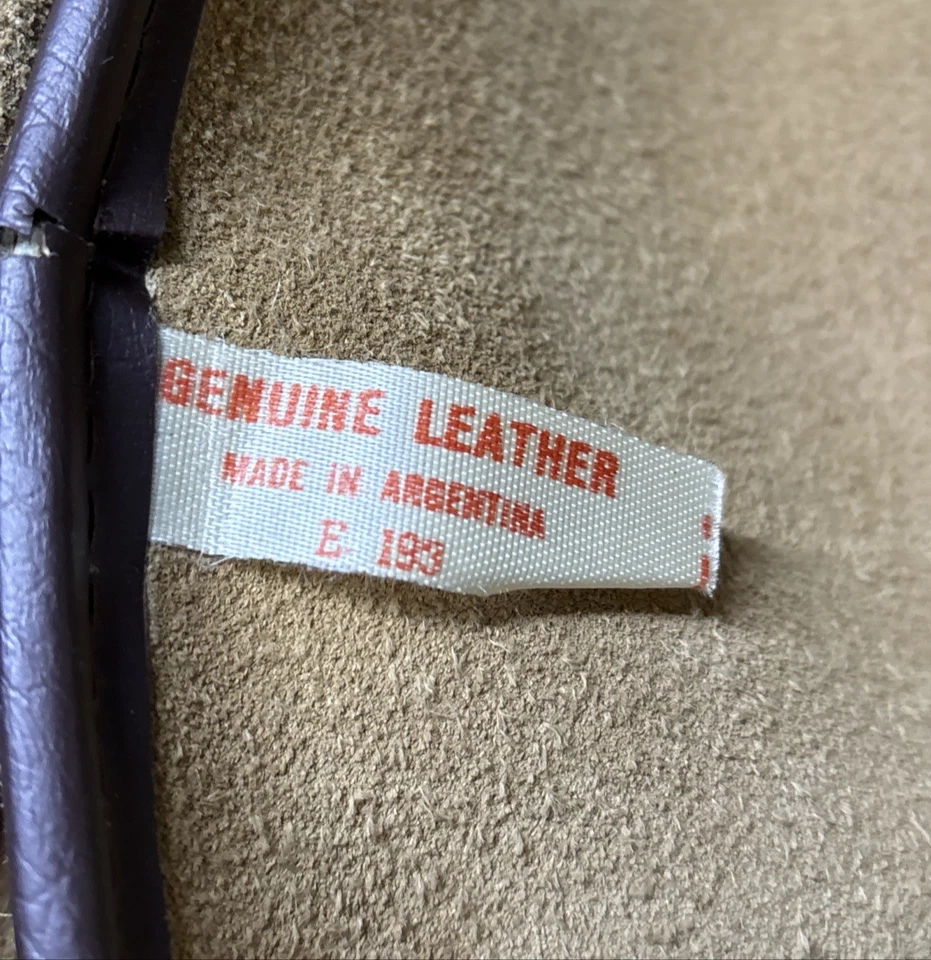 GENUINE LEATHER
MADE IN ARGENTINA
E. 193